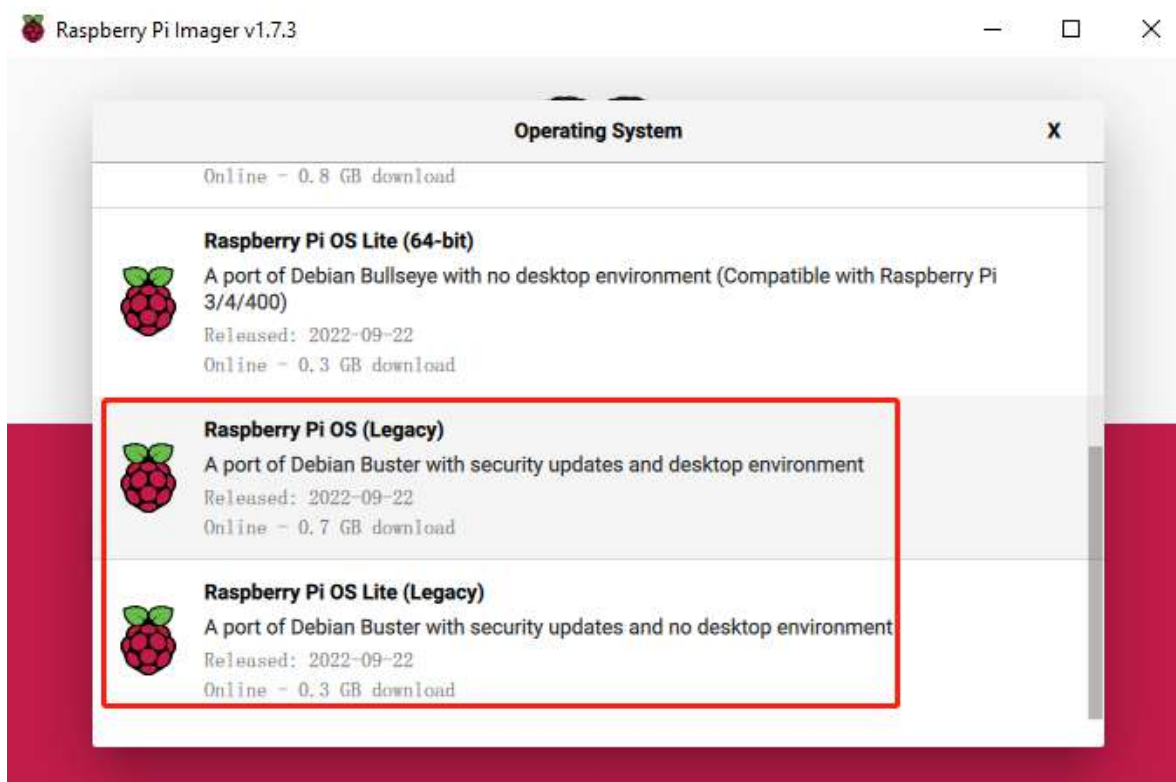 Raspberry Pi Imager v1.7.3
Operating System
X
Online - 0.8 GB download
Raspberry Pi OS Lite (64-bit)
A port of Debian Bullseye with no desktop environment (Compatible with Raspberry Pi
3/4/400)
Released: 2022-09-22
Online - 0.3 GB download
Raspberry Pi OS (Legacy)
A port of Debian Buster with security updates and desktop environment
Released: 2022-09-22
Online - 0.7 GB download
Raspberry Pi OS Lite (Legacy)
A port of Debian Buster with security updates and no desktop environment
Released: 2022-09-22
Online - 0.3 GB download